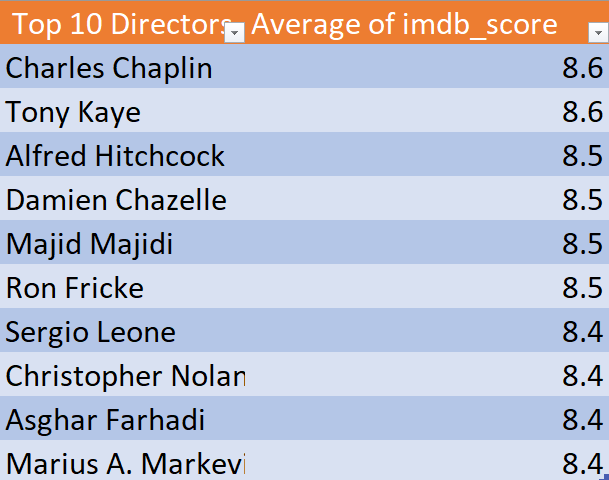 Top 10 Directors Average of imdb_score
Charles Chaplin 8.6
Tony Kaye 8.6
Alfred Hitchcock 8.5
Damien Chazelle 8.5
Majid Majidi 8.5
Ron Fricke 8.5
Sergio Leone 8.4
Christopher Nolan 8.4
Asghar Farhadi 8.4
Marius A. Markevi 8.4